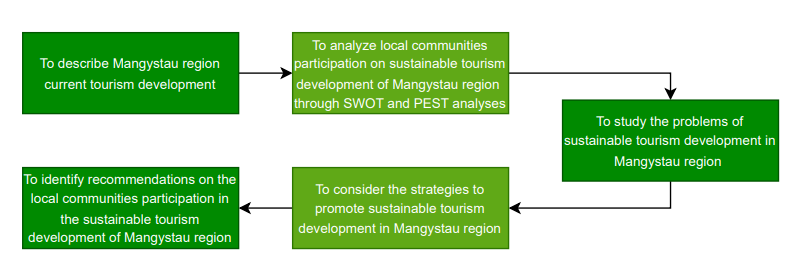 To describe Mangystau region
current tourism development
To analyze local communities
participation on sustainable tourism
development of Mangystau region
through SWOT and PEST analyses
To study the problems of
sustainable tourism development in
Mangystau region
To consider the strategies to
promote sustainable tourism
development in Mangystau region
To identify recommendations on the
local communities participation in
the sustainable tourism
development of Mangystau region